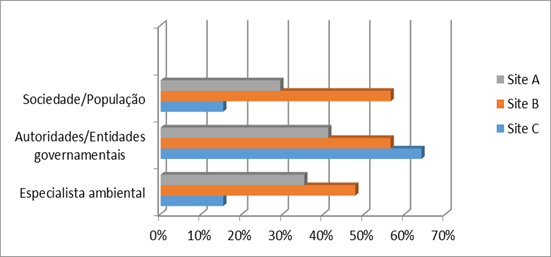 Sociedade/População
Autoridades/Entidades
governamentais
Especialista ambiental
0% 10% 20% 30% 40% 50% 60% 70%
Site A
Site B
Site C